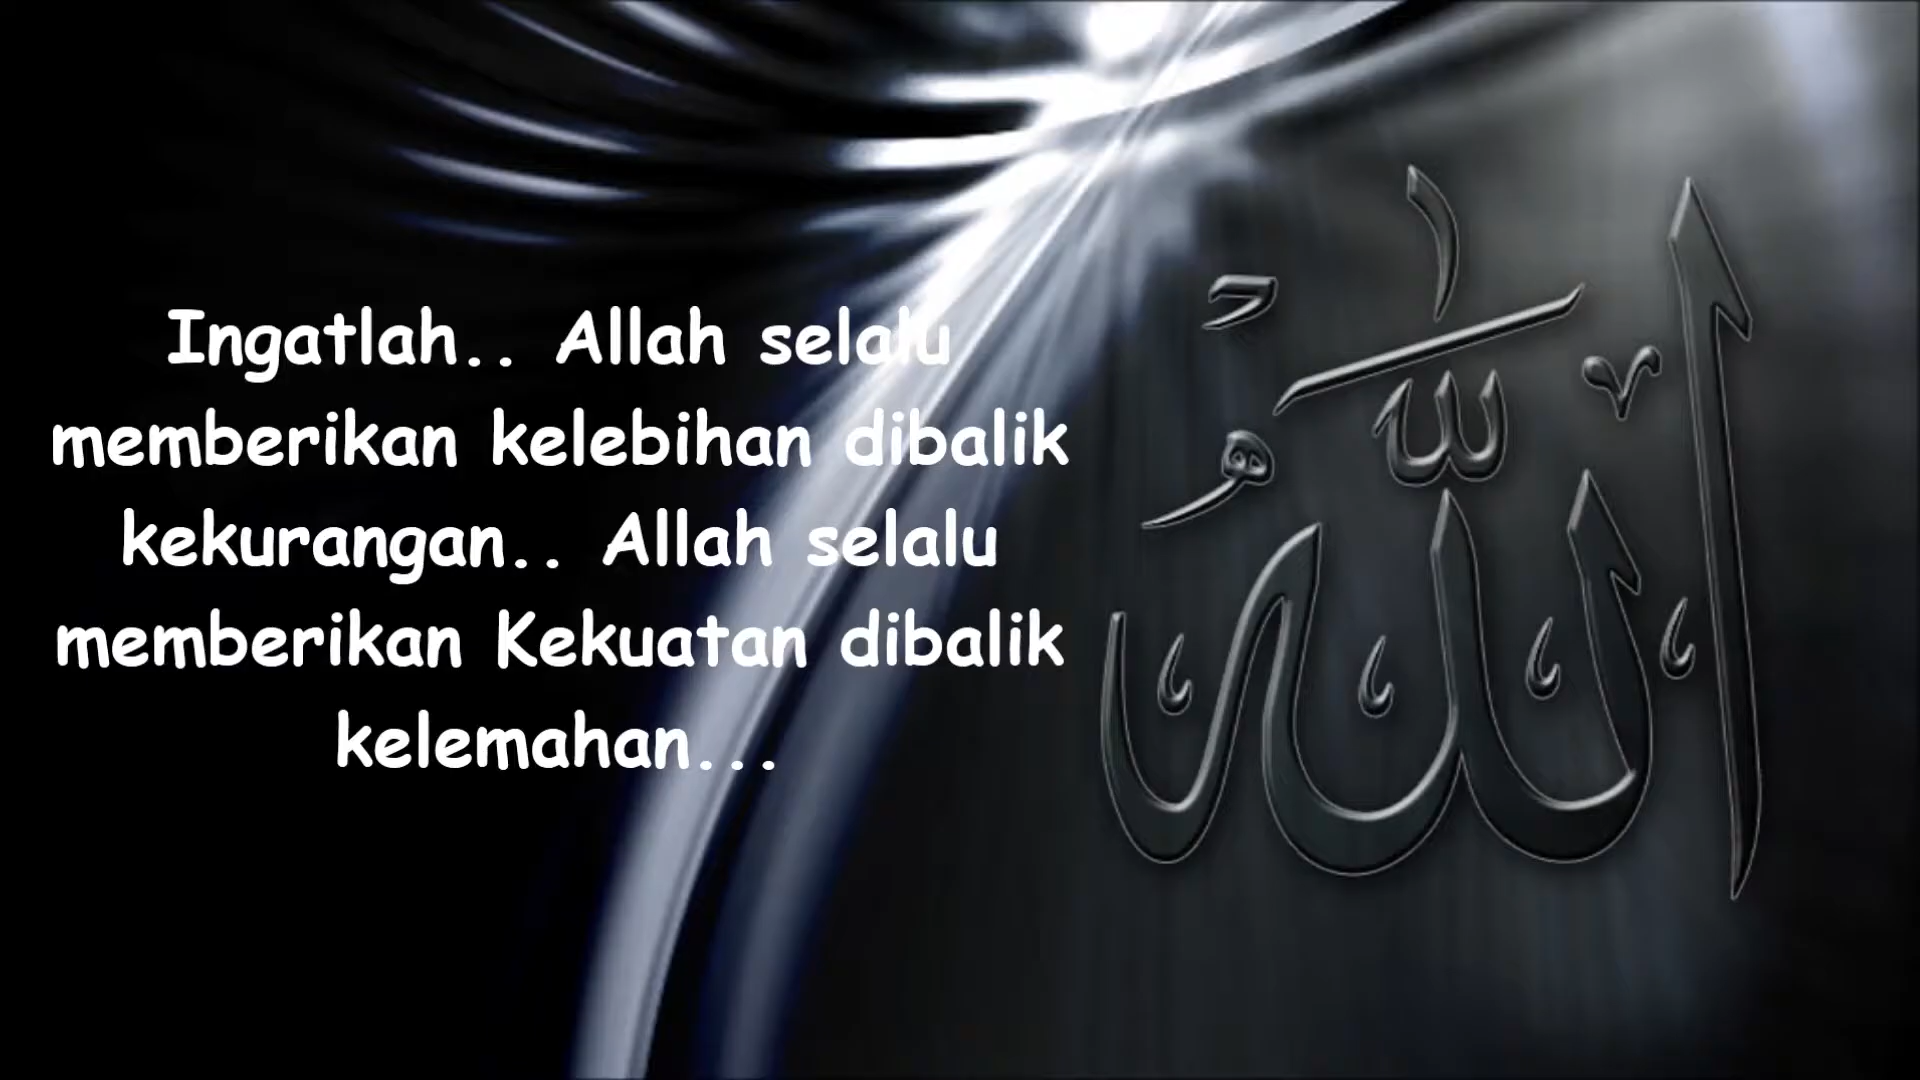 Ingatlah.. Allah selalu
memberikan kelebihan dibalik
kekurangan.. Allah selalu
memberikan Kekuatan dibalik
kelemahan...
الله